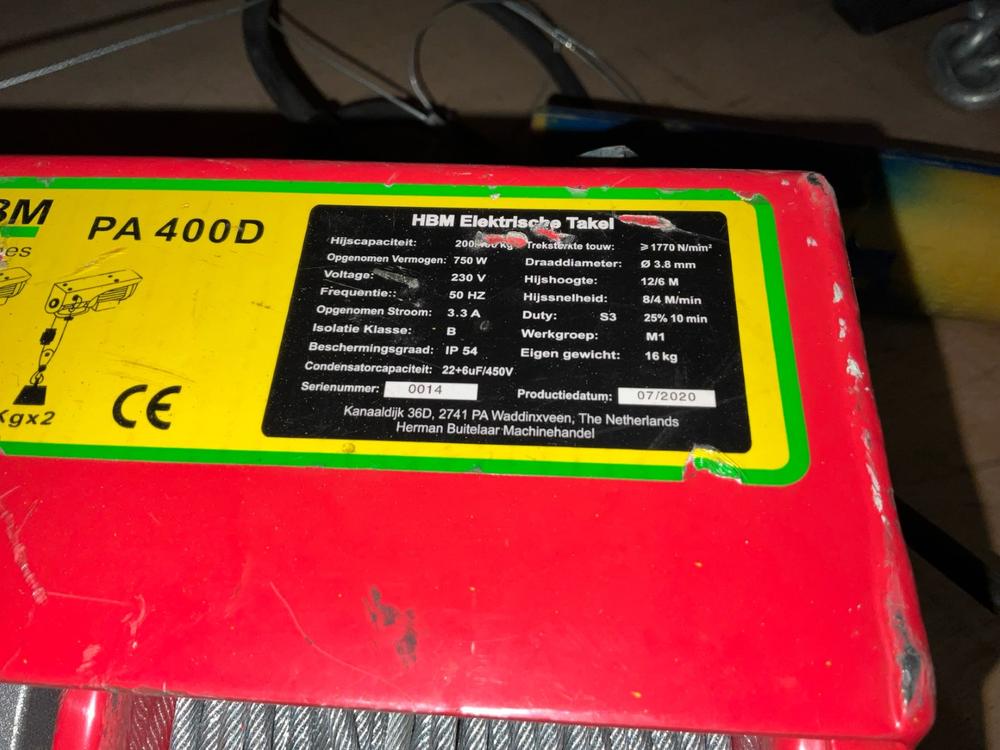 BM
es
PA 400D
Kgx2
CE
HBM Elektrische Takel
Hijscapaciteit: 200/400 Kg Treksterkte touw: ≥1770 N/mm²
Opgenomen Vermogen: 750 W Draaddiameter: Ø 3.8 mm
Voltage: 230 V Hijshoogte: 12/6 M
Frequentie:: 50 HZ Hijssnelheid: 8/4 M/min
Opgenomen Stroom: 3.3 A Duty: S3 25% 10 min
Isolatie Klasse: B Werkgroep: M1
Beschermingsgraad: IP 54 Eigen gewicht: 16 kg
Condensatorcapaciteit: 22+6uF/450V
Serienummer: 0014 Productiedatum: 07/2020
Kanaaldijk 36D, 2741 PA Waddinxveen, The Netherlands
Herman Buitelaar Machinehandel